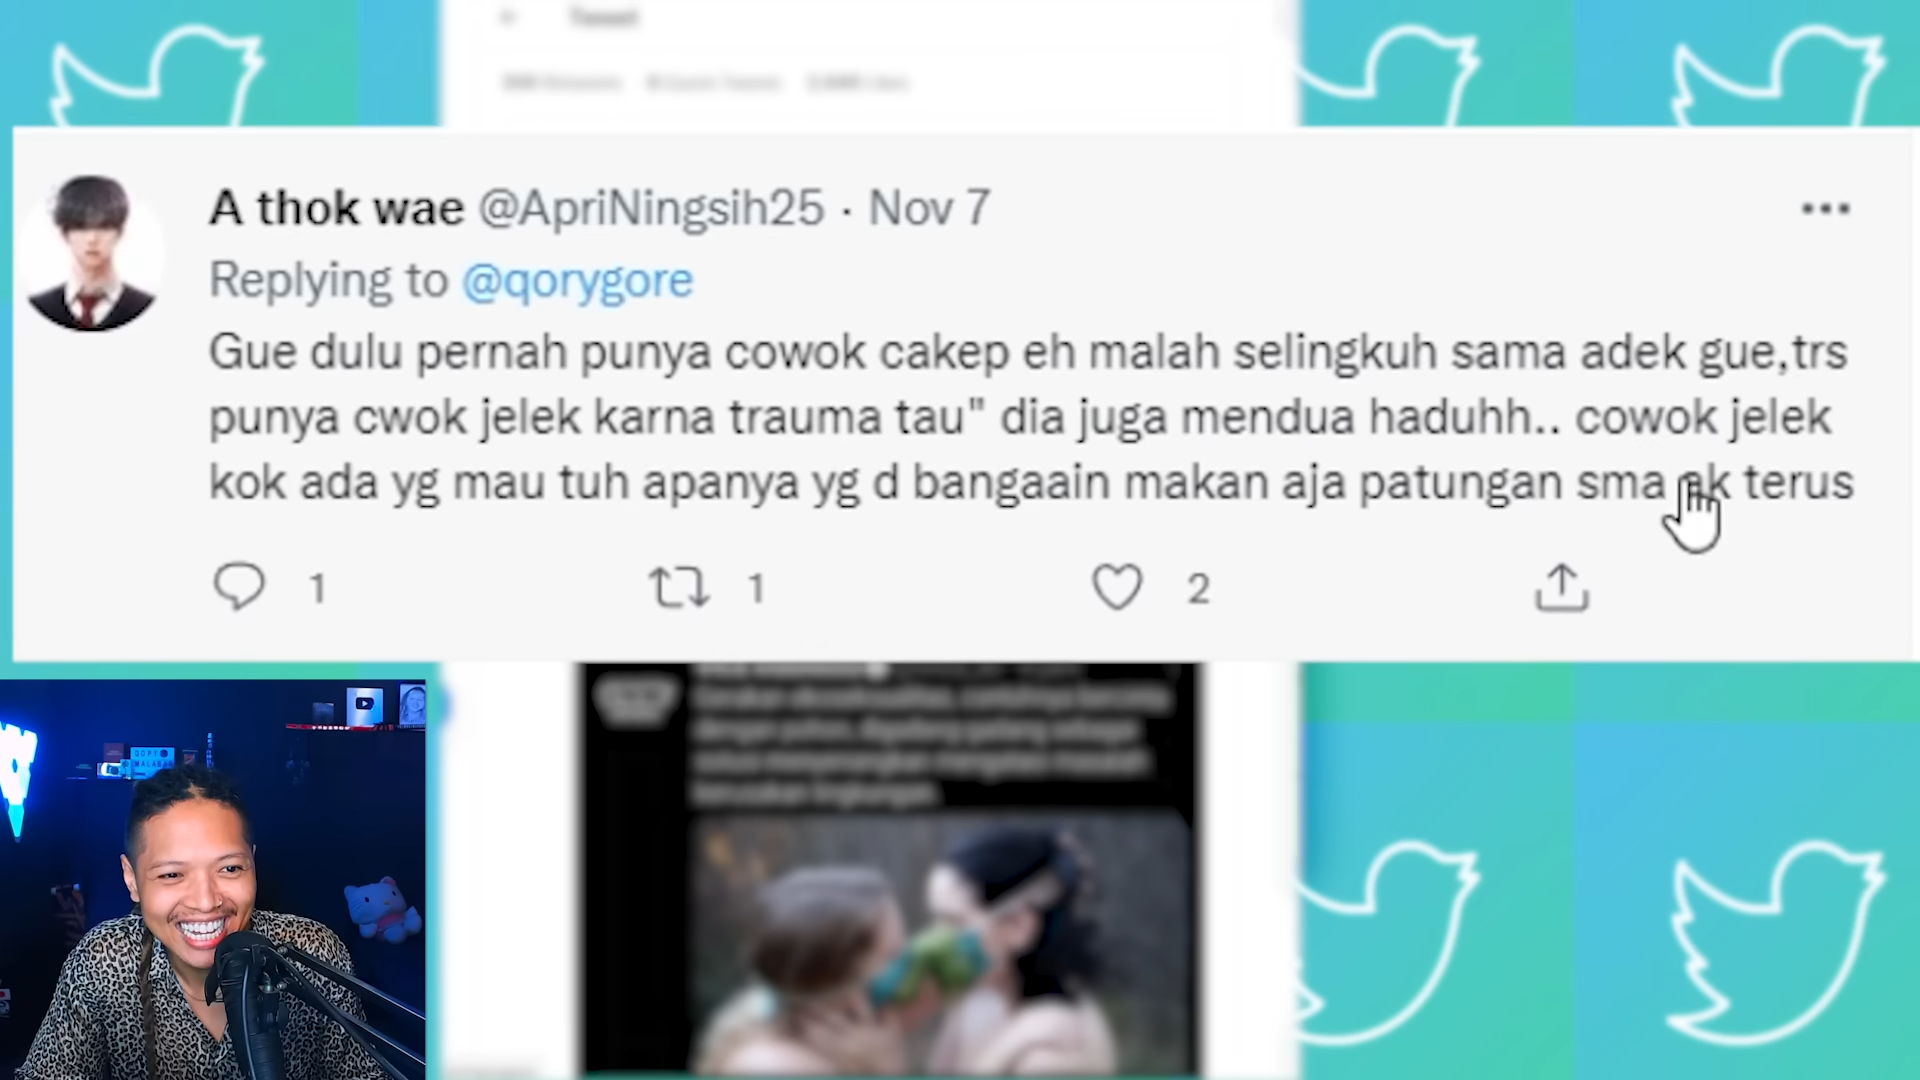 Tweet
A thok wae @ApriNingsih25 · Nov 7
Replying to @qorygore
Gue dulu pernah punya cowok cakep eh malah selingkuh sama adek gue,trs
punya cwok jelek karna trauma tau" dia juga mendua haduhh.. cowok jelek
kok ada yg mau tuh apanya yg d bangaain makan aja patungan sma ak terus
1 1 2